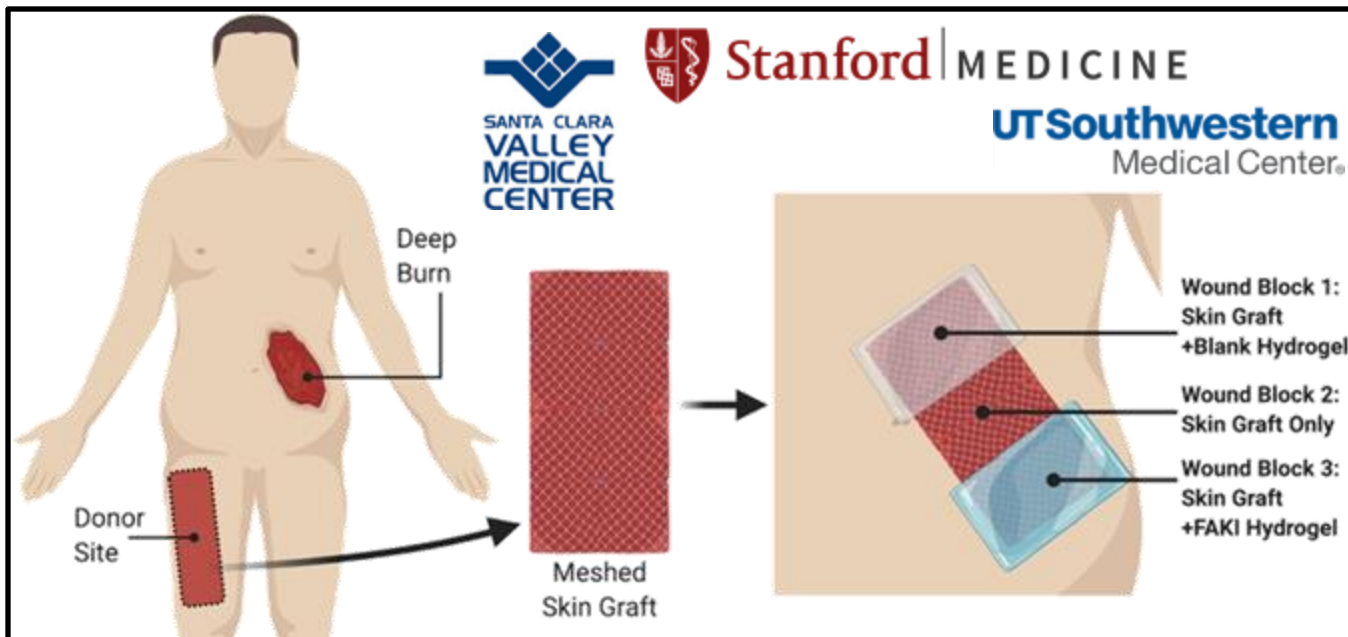 SANTA CLARA
VALLEY
MEDICAL
CENTER
Stanford MEDICINE
UTSouthwestern
Medical Center®
Deep
Burn
Donor
Site
Meshed
Skin Graft
Wound Block 1:
Skin Graft
+Blank Hydrogel
Wound Block 2:
Skin Graft Only
Wound Block 3:
Skin Graft
+FAKI Hydrogel